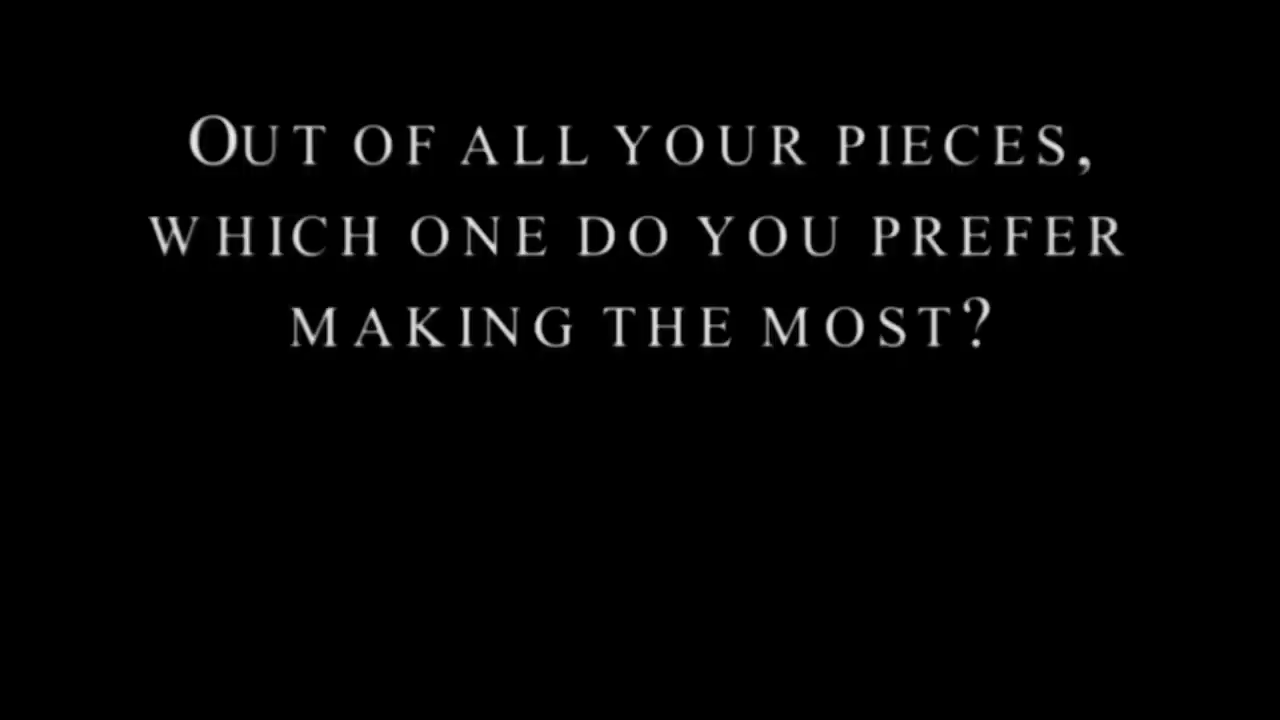 Out of all your pieces,
which one do you prefer
making the most?